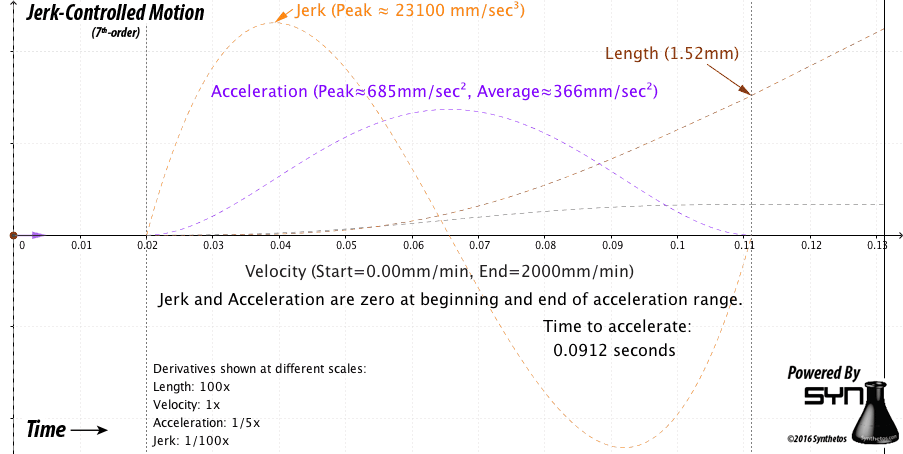 Jerk-Controlled Motion
(7th-order)
Jerk (Peak ≈ 23100 mm/sec³)
Length (1.52mm)
Acceleration (Peak≈685mm/sec², Average≈366mm/sec²)
0 0.01 0.02 0.03 0.04 0.05 0.06 0.07 0.08 0.09 0.1 0.11 0.12 0.13
Velocity (Start=0.00mm/min, End=2000mm/min)
Jerk and Acceleration are zero at beginning and end of acceleration range.
Time to accelerate:
0.0912 seconds
Derivatives shown at different scales:
Length: 100x
Velocity: 1x
Acceleration: 1/5x
Jerk: 1/100x
Time
Powered By
SYN
©2016 Synthetos
synthetos.com